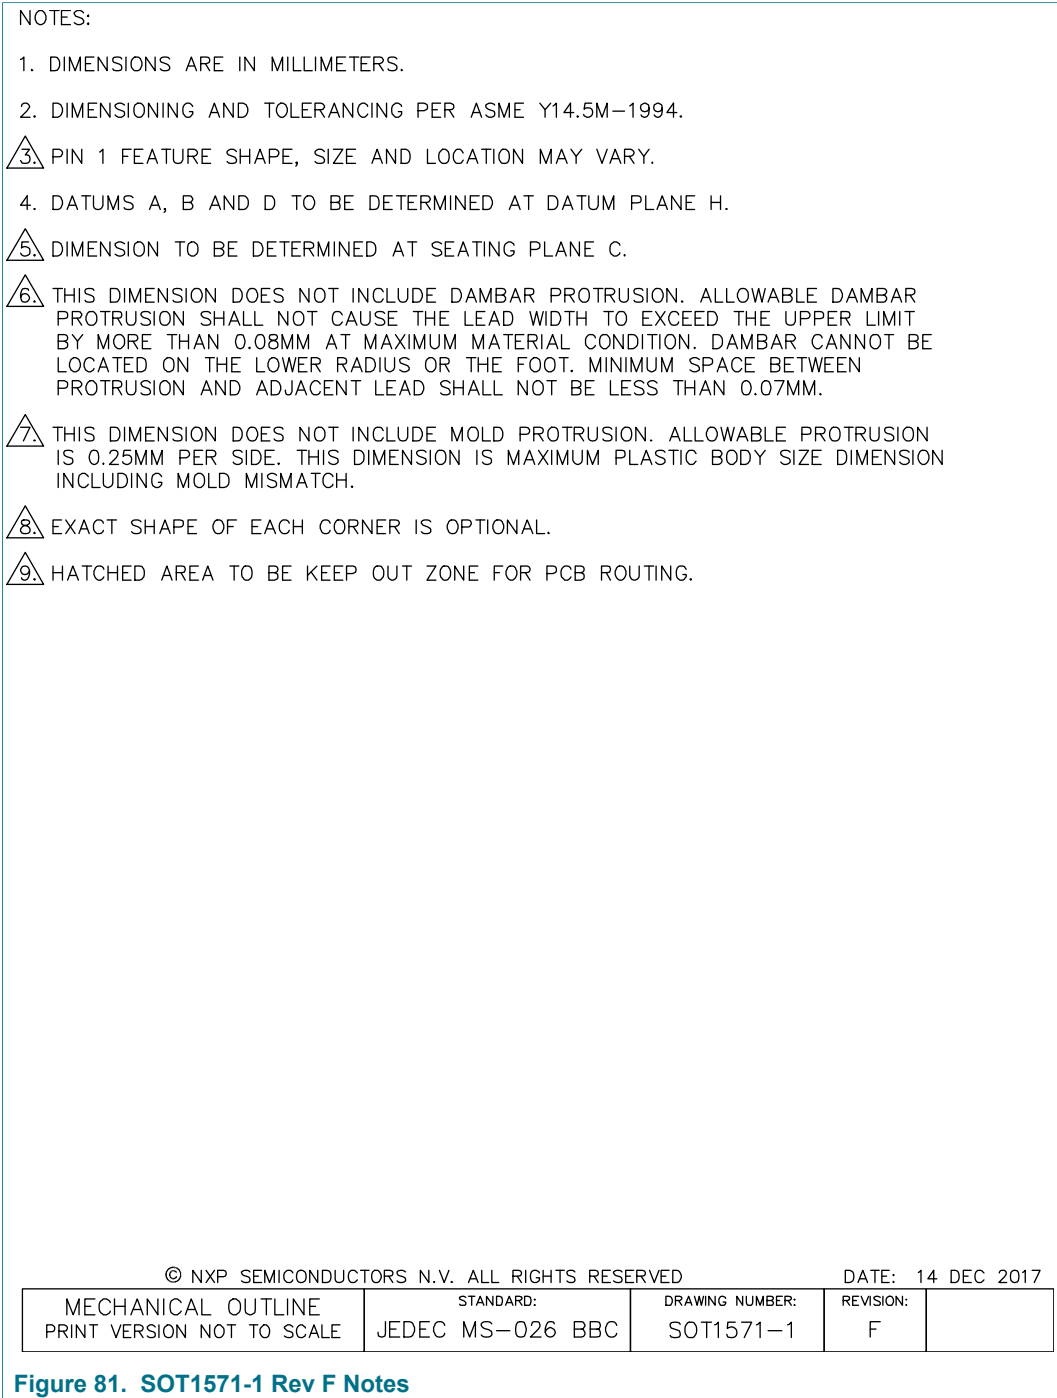 NOTES:
1. DIMENSIONS ARE IN MILLIMETERS.
2. DIMENSIONING AND TOLERANCING PER ASME Y14.5M-1994.
3. PIN 1 FEATURE SHAPE, SIZE AND LOCATION MAY VARY.
4. DATUMS A, B AND D TO BE DETERMINED AT DATUM PLANE H.
5. DIMENSION TO BE DETERMINED AT SEATING PLANE C.
6. THIS DIMENSION DOES NOT INCLUDE DAMBAR PROTRUSION. ALLOWABLE DAMBAR
PROTRUSION SHALL NOT CAUSE THE LEAD WIDTH TO EXCEED THE UPPER LIMIT
BY MORE THAN 0.08MM AT MAXIMUM MATERIAL CONDITION. DAMBAR CANNOT BE
LOCATED ON THE LOWER RADIUS OR THE FOOT. MINIMUM SPACE BETWEEN
PROTRUSION AND ADJACENT LEAD SHALL NOT BE LESS THAN 0.07MM.
7. THIS DIMENSION DOES NOT INCLUDE MOLD PROTRUSION. ALLOWABLE PROTRUSION
IS 0.25MM PER SIDE. THIS DIMENSION IS MAXIMUM PLASTIC BODY SIZE DIMENSION
INCLUDING MOLD MISMATCH.
8. EXACT SHAPE OF EACH CORNER IS OPTIONAL.
9. HATCHED AREA TO BE KEEP OUT ZONE FOR PCB ROUTING.
© NXP SEMICONDUCTORS N.V. ALL RIGHTS RESERVED
DATE: 14 DEC 2017
MECHANICAL OUTLINE
PRINT VERSION NOT TO SCALE
STANDARD:
JEDEC MS-026 BBC
DRAWING NUMBER:
SOT1571-1
REVISION:
F
Figure 81. SOT1571-1 Rev F Notes